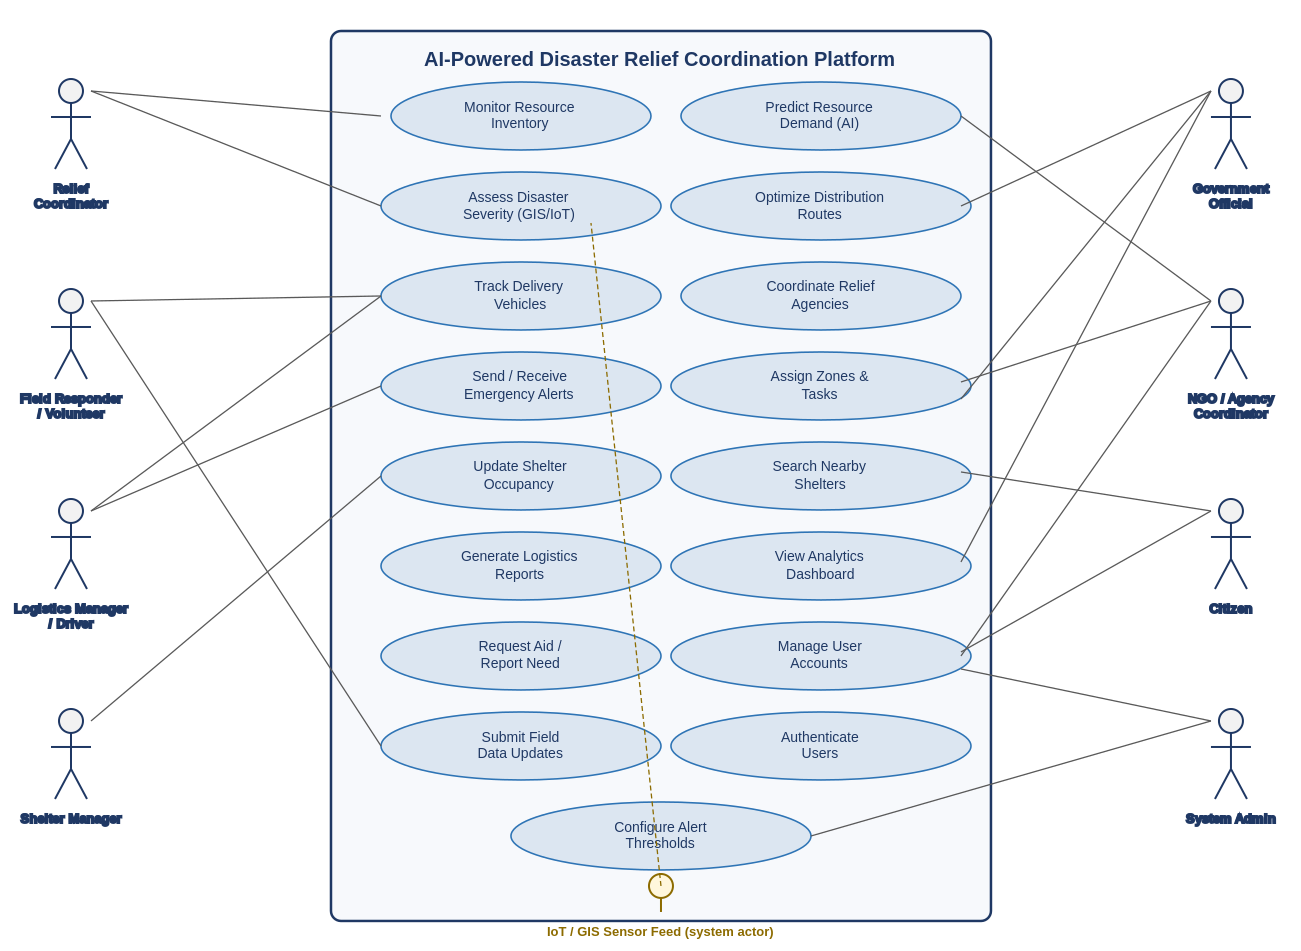 AI-Powered Disaster Relief Coordination Platform
Monitor Resource
Inventory
Predict Resource
Demand (AI)
Relief
Coordinator
Government
Official
Assess Disaster
Severity (GIS/IoT)
Optimize Distribution
Routes
Track Delivery
Vehicles
Coordinate Relief
Agencies
Field Responder
/ Volunteer
NGO / Agency
Coordinator
Send / Receive
Emergency Alerts
Assign Zones &
Tasks
Update Shelter
Occupancy
Search Nearby
Shelters
Generate Logistics
Reports
View Analytics
Dashboard
Logistics Manager
/ Driver
Citizen
Request Aid /
Report Need
Manage User
Accounts
Submit Field
Data Updates
Authenticate
Users
Shelter Manager
System Admin
Configure Alert
Thresholds
IoT / GIS Sensor Feed (system actor)